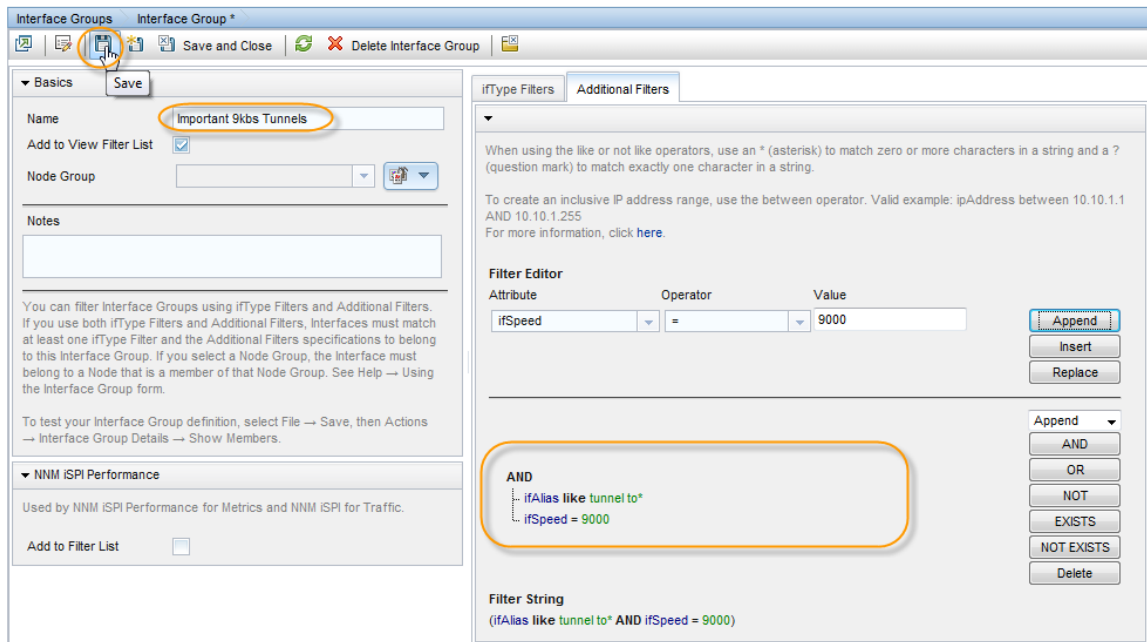 Interface Groups Interface Group *
Save and Close Delete Interface Group
Basics
Save
Name Important 9kbs Tunnels
Add to View Filter List
Node Group
Notes
You can filter Interface Groups using ifType Filters and Additional Filters.
If you use both ifType Filters and Additional Filters, Interfaces must match
at least one ifType Filter and the Additional Filters specifications to belong
to this Interface Group. If you select a Node Group, the Interface must
belong to a Node that is a member of that Node Group. See Help → Using
the Interface Group form.
To test your Interface Group definition, select File → Save, then Actions
→ Interface Group Details → Show Members.
NNM iSPI Performance
Used by NNM iSPI Performance for Metrics and NNM iSPI for Traffic.
Add to Filter List
ifType Filters Additional Filters
When using the like or not like operators, use an * (asterisk) to match zero or more characters in a string and a ?
(question mark) to match exactly one character in a string.
To create an inclusive IP address range, use the between operator. Valid example: ipAddress between 10.10.1.1
AND 10.10.1.255
For more information, click here.
Filter Editor
Attribute Operator Value
ifSpeed = 9000
Append
Insert
Replace
Append
AND
OR
NOT
EXISTS
NOT EXISTS
Delete
AND
ifAlias like tunnel to*
ifSpeed = 9000
Filter String
(ifAlias like tunnel to* AND ifSpeed = 9000)